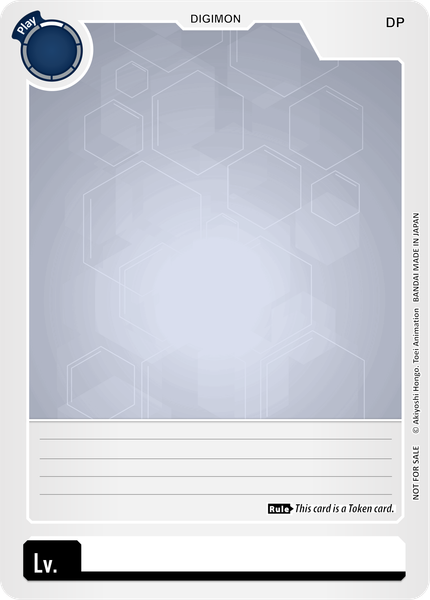 Play
DIGIMON
DP
NOT FOR SALE © Akiyoshi Hongo, Toei Animation BANDAI MADE IN JAPAN
Rule This card is a Token card.
Lv.